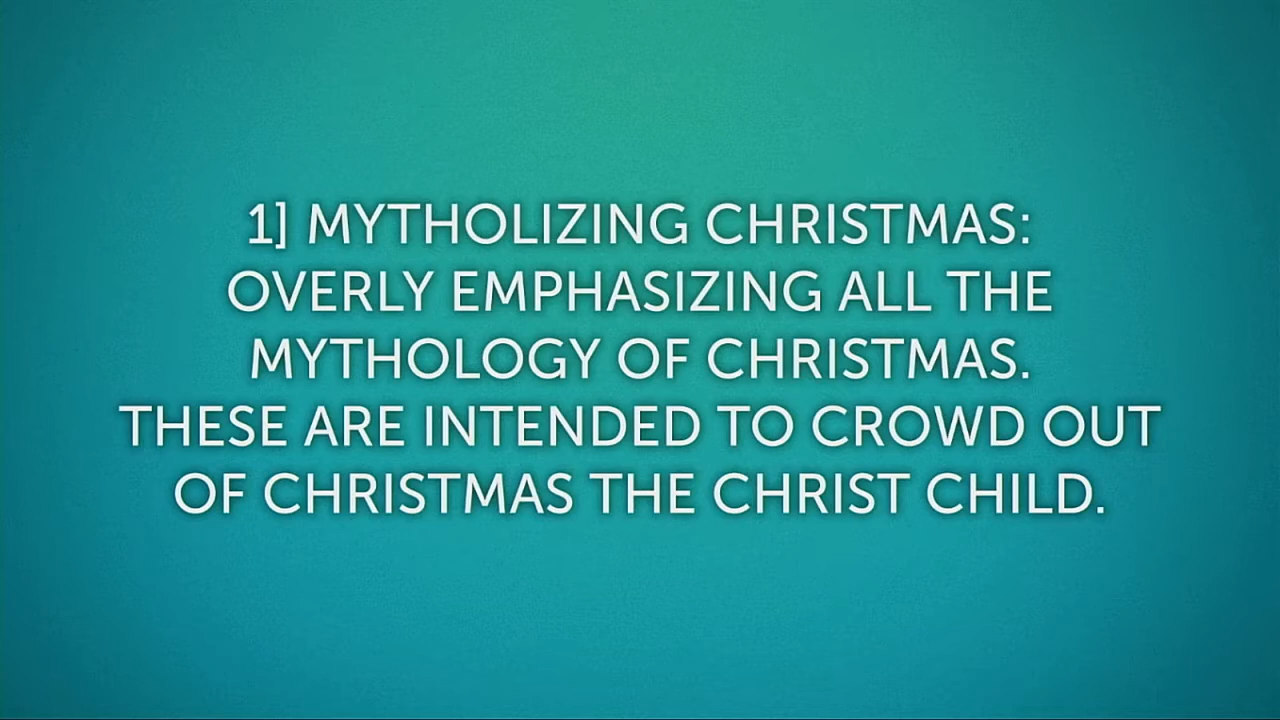 1] MYTHOLIZING CHRISTMAS:
OVERLY EMPHASIZING ALL THE
MYTHOLOGY OF CHRISTMAS.
THESE ARE INTENDED TO CROWD OUT
OF CHRISTMAS THE CHRIST CHILD.